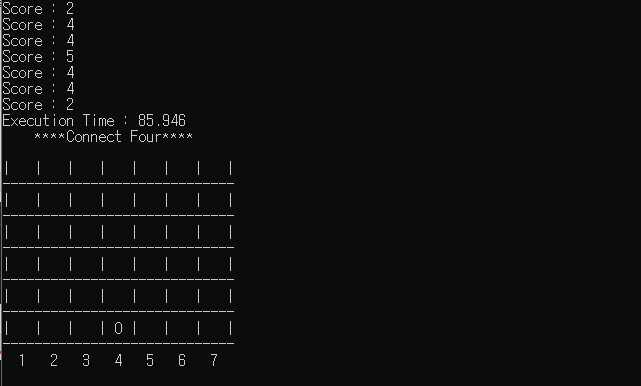 Score : 2
Score : 4
Score : 4
Score : 5
Score : 4
Score : 4
Score : 2
Execution Time : 85.946
****Connect Four****
|   |   |   |   |   |   |   |
-----------------------------
|   |   |   |   |   |   |   |
-----------------------------
|   |   |   |   |   |   |   |
-----------------------------
|   |   |   |   |   |   |   |
-----------------------------
|   |   |   |   |   |   |   |
-----------------------------
|   |   |   | O |   |   |   |
-----------------------------
  1   2   3   4   5   6   7